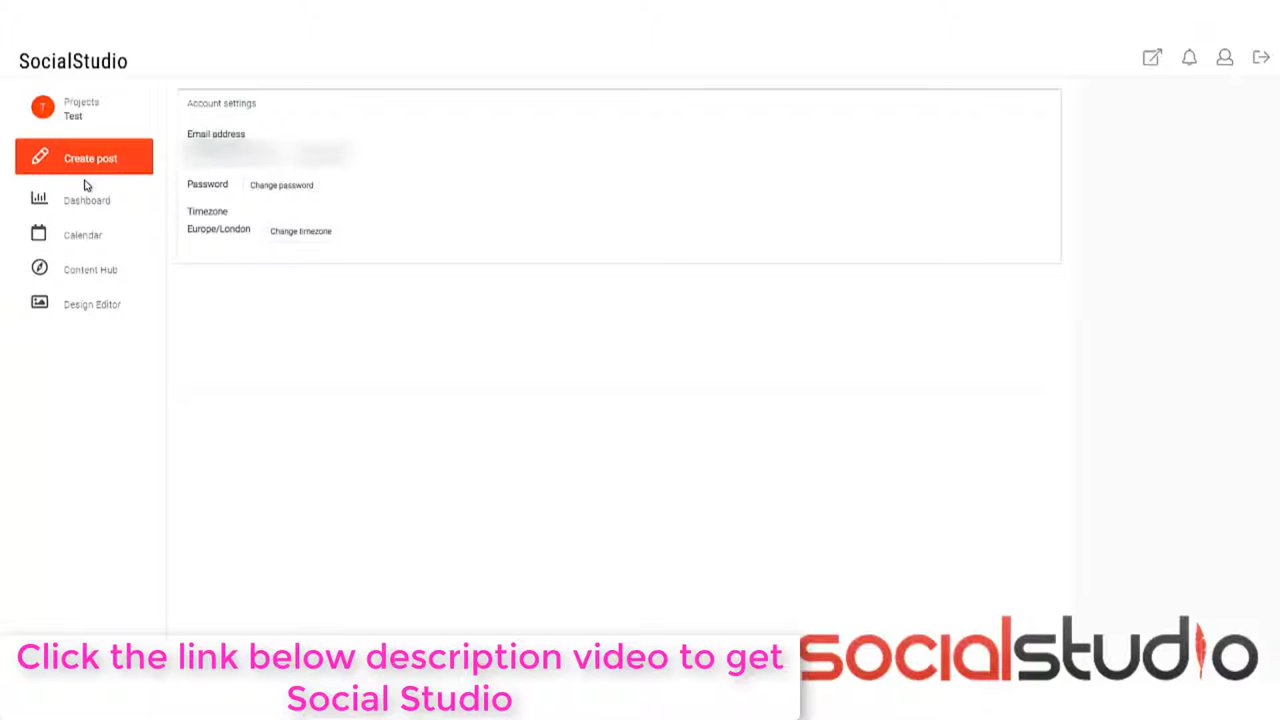 SocialStudio
T
Projects
Test
Create post
Dashboard
Calendar
Content Hub
Design Editor
Account settings
Email address
Password
Change password
Timezone
Europe/London
Change timezone
Click the link below description video to get
Social Studio
socialstudio